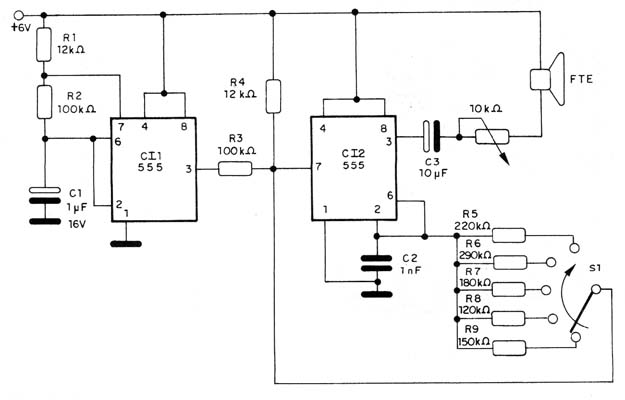 +6V
R1
12kΩ
R2
100kΩ
C1
1µF
16V
7
4
8
6
CI1
555
3
2
1
R3
100kΩ
R4
12kΩ
4
8
3
7
CI2
555
6
1
2
C3
10µF
10kΩ
FTE
C2
1nF
R5
220kΩ
R6
290kΩ
R7
180kΩ
R8
120kΩ
R9
150kΩ
S1